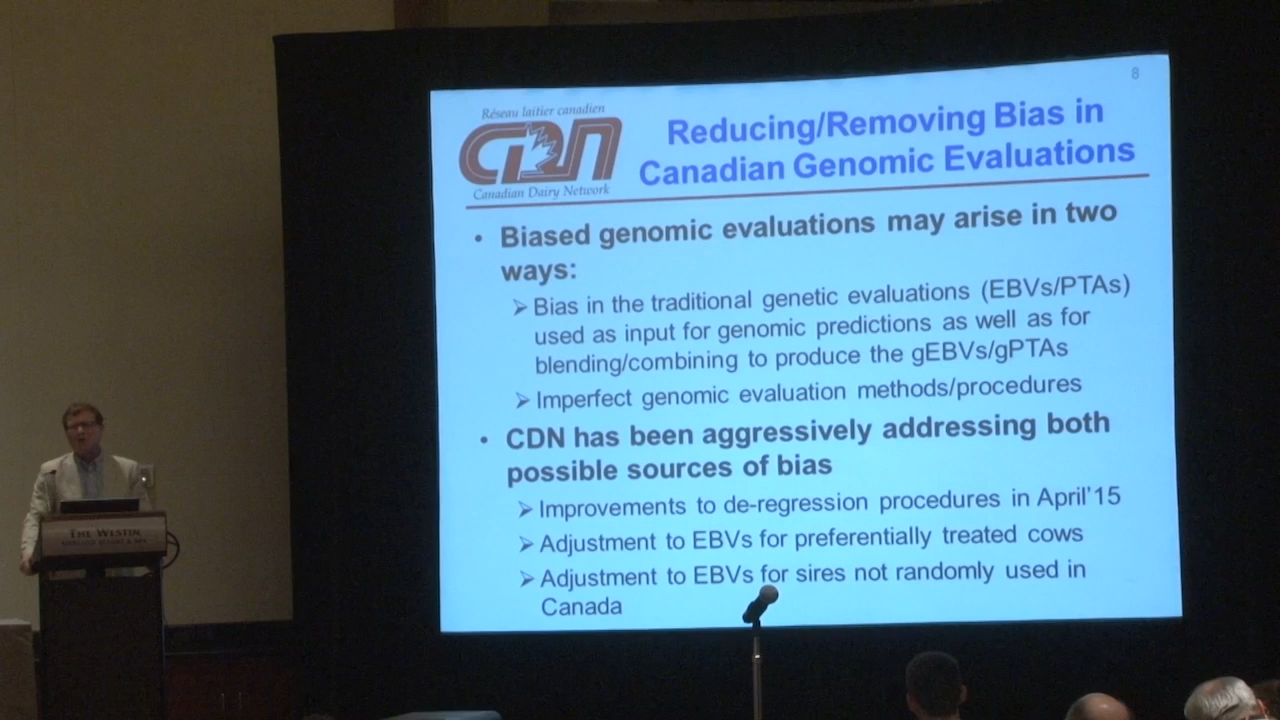 8
Réseau laitier canadien
CDN
Canadian Dairy Network
Reducing/Removing Bias in
Canadian Genomic Evaluations
• Biased genomic evaluations may arise in two
ways:
➢ Bias in the traditional genetic evaluations (EBVs/PTAs)
used as input for genomic predictions as well as for
blending/combining to produce the gEBVs/gPTAs
➢ Imperfect genomic evaluation methods/procedures
• CDN has been aggressively addressing both
possible sources of bias
➢ Improvements to de-regression procedures in April'15
➢ Adjustment to EBVs for preferentially treated cows
➢ Adjustment to EBVs for sires not randomly used in
Canada
THE WESTIN